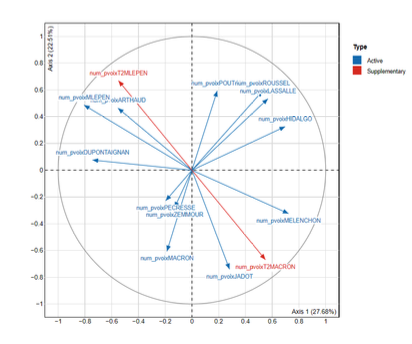 Axis 2 (22.51%)
1
0.8
0.6
0.4
0.2
0
−0.2
−0.4
−0.6
−0.8
−1
num_pvoixT2MLEPEN
num_pvoixMLEPEN
num_pvoixARTHAUD
num_pvoixDUPONTAIGNAN
num_pvoixROUSSEL
num_pvoixLASSALLE
num_pvoixHIDALGO
num_pvoixPECRESSE
num_pvoixZEMMOUR
num_pvoixMELENCHON
num_pvoixMACRON
num_pvoixT2MACRON
num_pvoixJADOT
Axis 1 (27.68%)
−1 −0.8 −0.6 −0.4 −0.2 0 0.2 0.4 0.6 0.8 1
Type
Active
Supplementary